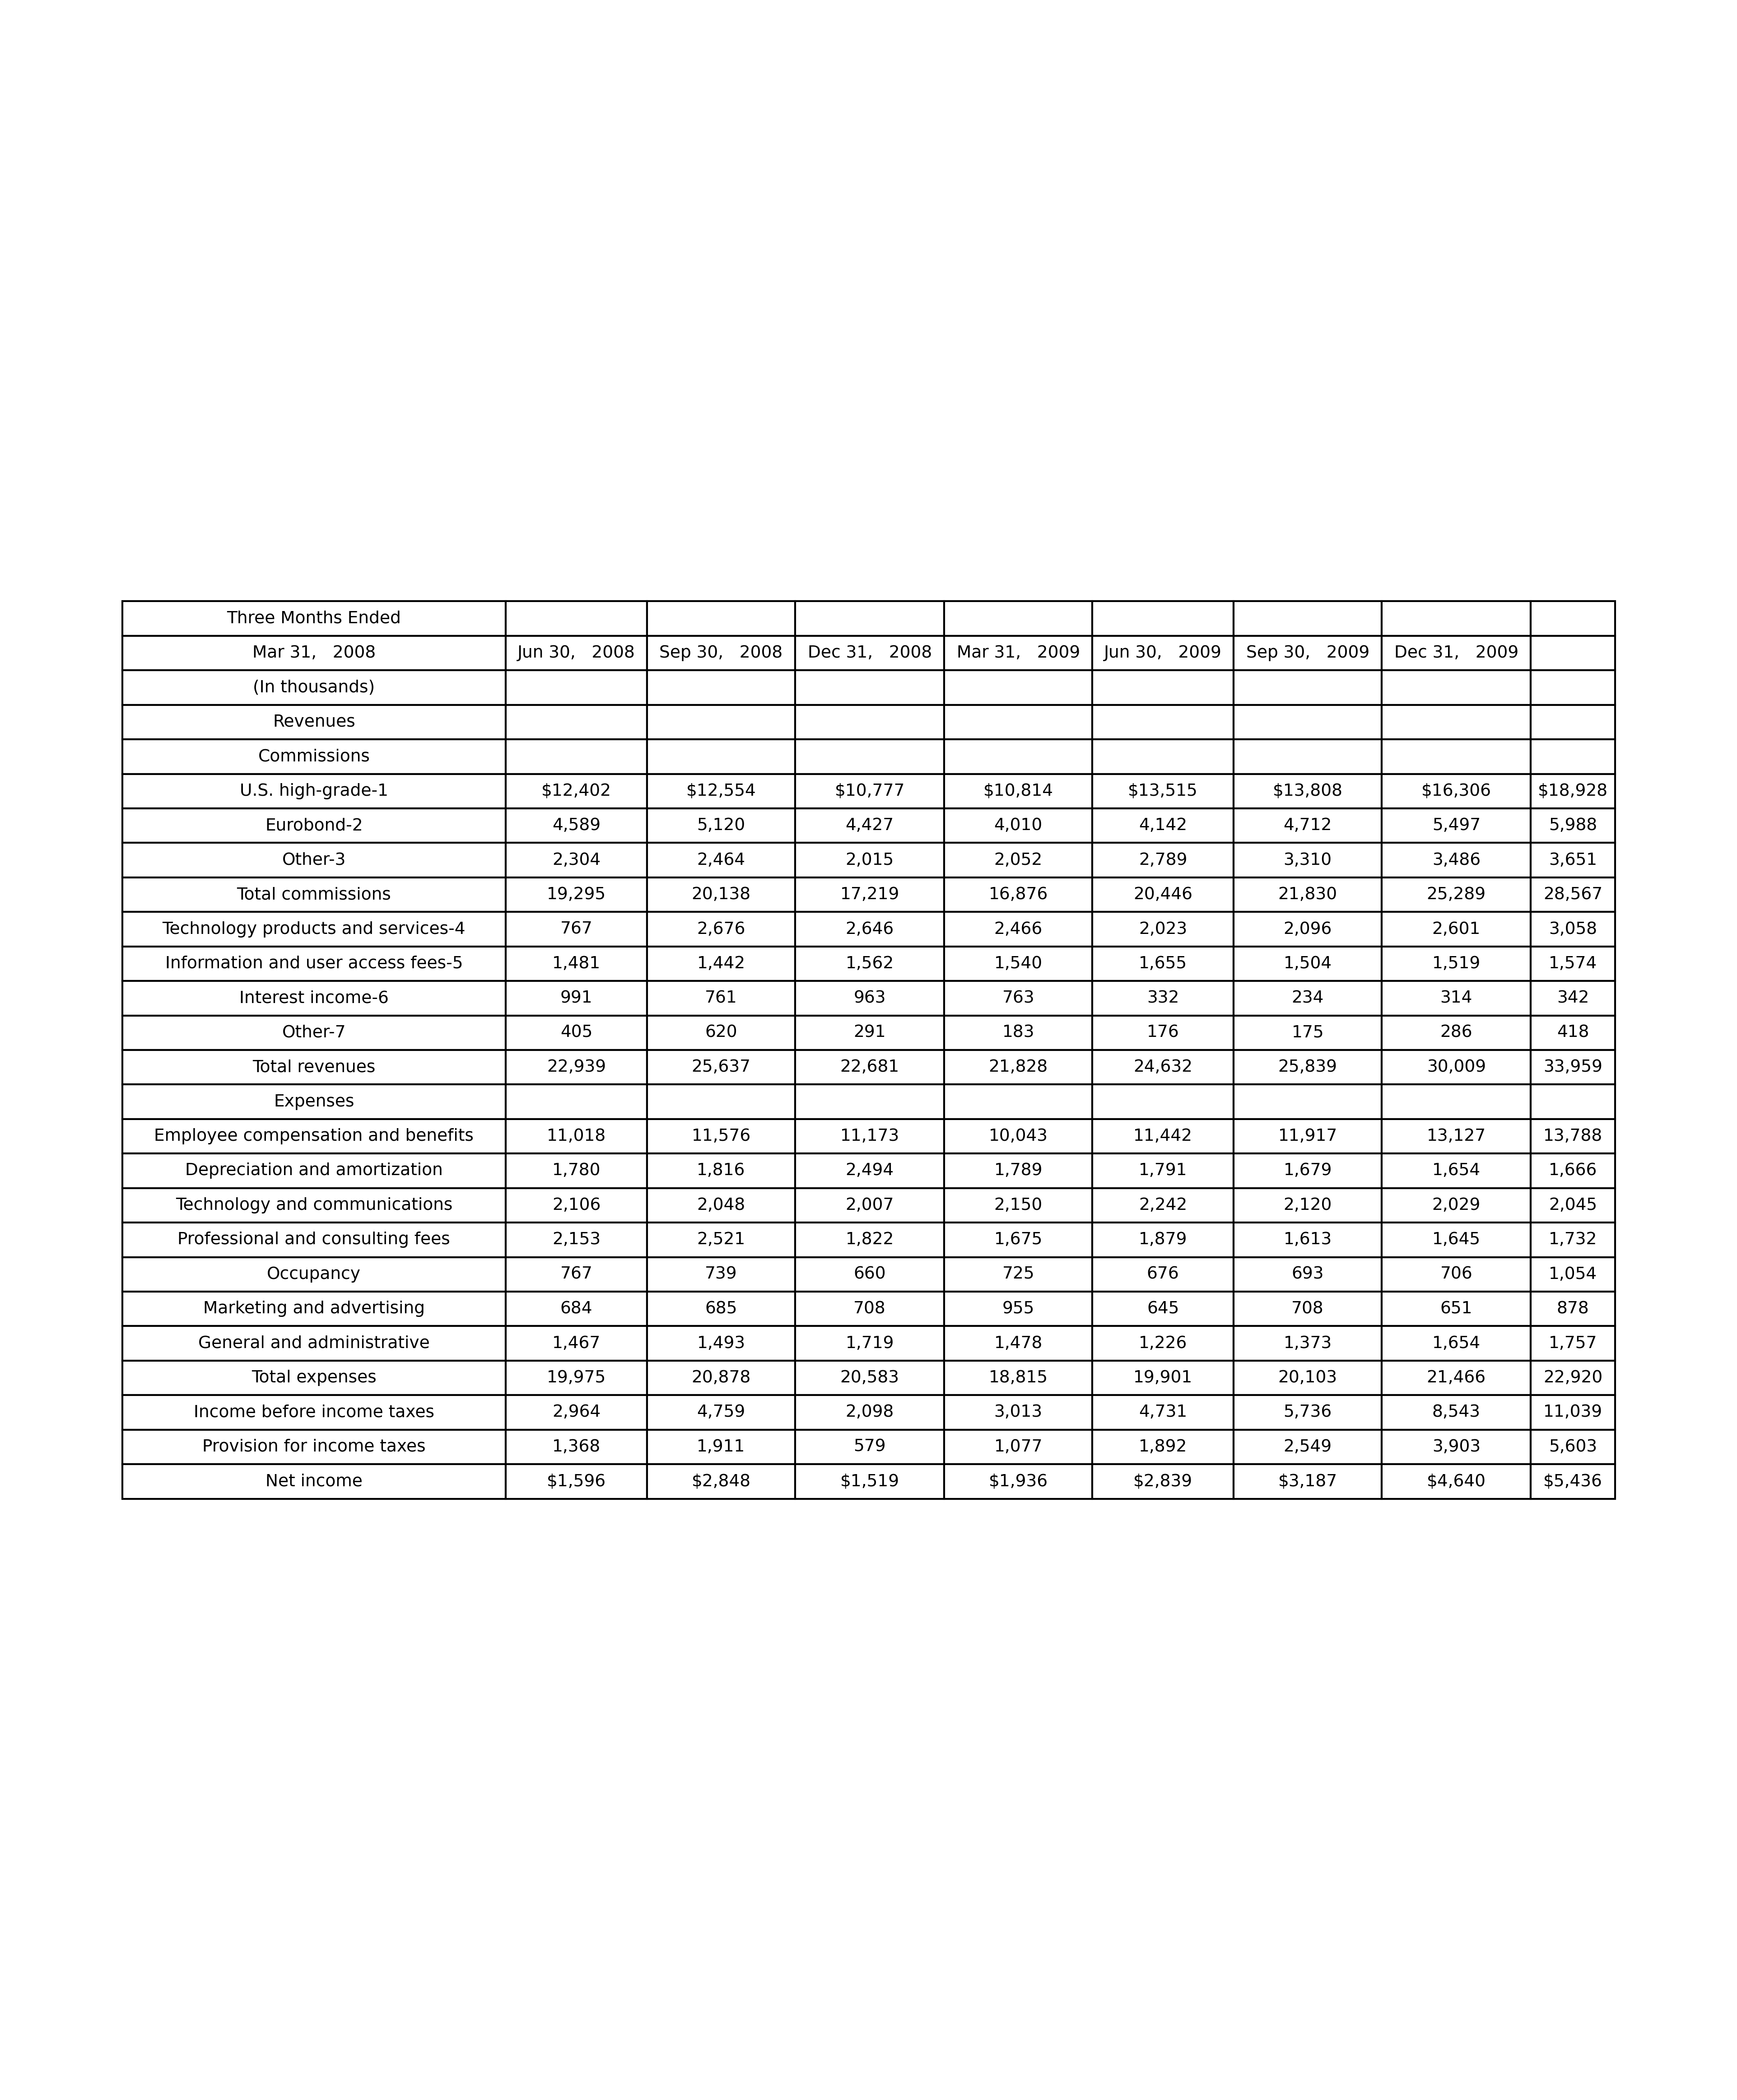 Three Months Ended
Mar 31, 2008 Jun 30, 2008 Sep 30, 2008 Dec 31, 2008 Mar 31, 2009 Jun 30, 2009 Sep 30, 2009 Dec 31, 2009
(In thousands)
Revenues
Commissions
U.S. high-grade-1 $12,402 $12,554 $10,777 $10,814 $13,515 $13,808 $16,306 $18,928
Eurobond-2 4,589 5,120 4,427 4,010 4,142 4,712 5,497 5,988
Other-3 2,304 2,464 2,015 2,052 2,789 3,310 3,486 3,651
Total commissions 19,295 20,138 17,219 16,876 20,446 21,830 25,289 28,567
Technology products and services-4 767 2,676 2,646 2,466 2,023 2,096 2,601 3,058
Information and user access fees-5 1,481 1,442 1,562 1,540 1,655 1,504 1,519 1,574
Interest income-6 991 761 963 763 332 234 314 342
Other-7 405 620 291 183 176 175 286 418
Total revenues 22,939 25,637 22,681 21,828 24,632 25,839 30,009 33,959
Expenses
Employee compensation and benefits 11,018 11,576 11,173 10,043 11,442 11,917 13,127 13,788
Depreciation and amortization 1,780 1,816 2,494 1,789 1,791 1,679 1,654 1,666
Technology and communications 2,106 2,048 2,007 2,150 2,242 2,120 2,029 2,045
Professional and consulting fees 2,153 2,521 1,822 1,675 1,879 1,613 1,645 1,732
Occupancy 767 739 660 725 676 693 706 1,054
Marketing and advertising 684 685 708 955 645 708 651 878
General and administrative 1,467 1,493 1,719 1,478 1,226 1,373 1,654 1,757
Total expenses 19,975 20,878 20,583 18,815 19,901 20,103 21,466 22,920
Income before income taxes 2,964 4,759 2,098 3,013 4,731 5,736 8,543 11,039
Provision for income taxes 1,368 1,911 579 1,077 1,892 2,549 3,903 5,603
Net income $1,596 $2,848 $1,519 $1,936 $2,839 $3,187 $4,640 $5,436